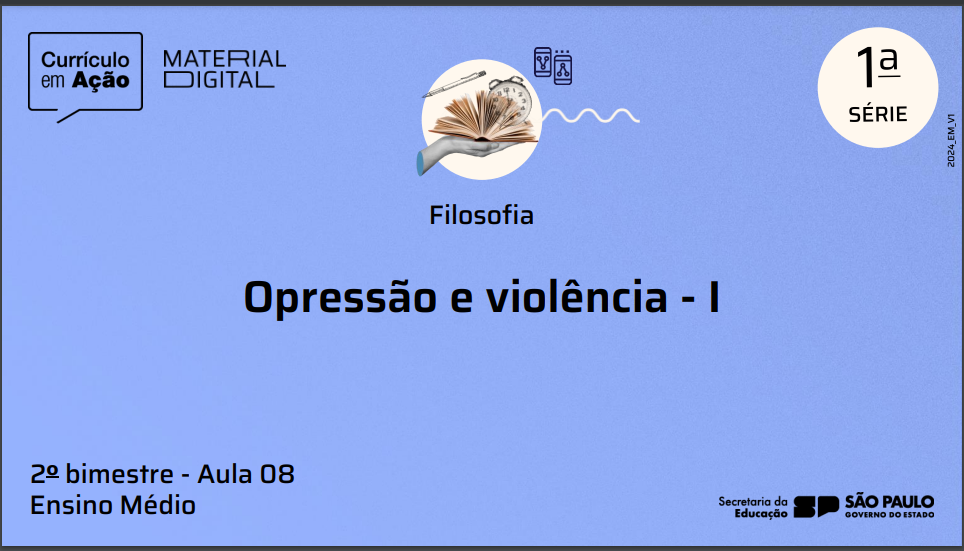 Currículo
em Ação
MATERIAL
DIGITAL
1ª
SÉRIE
2024_EM_V1
Filosofia
Opressão e violência - I
2º bimestre - Aula 08
Ensino Médio
Secretaria da
Educação
SP
SÃO PAULO
GOVERNO DO ESTADO